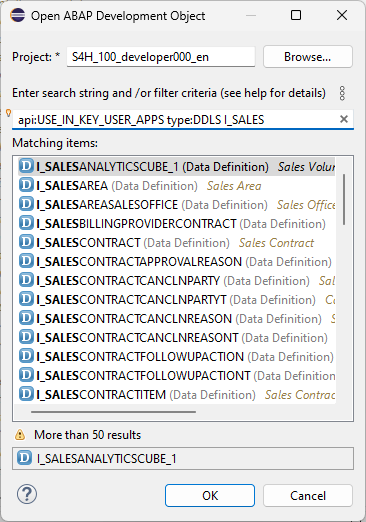 Open ABAP Development Object
Project: * S4H_100_developer000_en Browse...
Enter search string and /or filter criteria (see help for details)
api:USE_IN_KEY_USER_APPS type:DDLS I_SALES
Matching items:
D I_SALESANALYTICSCUBE_1 (Data Definition) Sales Volu
D I_SALESAREA (Data Definition) Sales Area
D I_SALESAREASALESOFFICE (Data Definition) Sales Office
D I_SALESBILLINGPROVIDERCONTRACT (Data Definition)
D I_SALESCONTRACT (Data Definition) Sales Contract
D I_SALESCONTRACTAPPROVALREASON (Data Definition)
D I_SALESCONTRACTCANCLNPARTY (Data Definition) Sal
D I_SALESCONTRACTCANCLNPARTYT (Data Definition) Ca
D I_SALESCONTRACTCANCLNREASON (Data Definition) S
D I_SALESCONTRACTCANCLNREASONT (Data Definition)
D I_SALESCONTRACTFOLLOWUPACTION (Data Definition)
D I_SALESCONTRACTFOLLOWUPACTIONT (Data Definition)
D I_SALESCONTRACTITEM (Data Definition) Sales Contrac
More than 50 results
D I_SALESANALYTICSCUBE_1
? OK Cancel